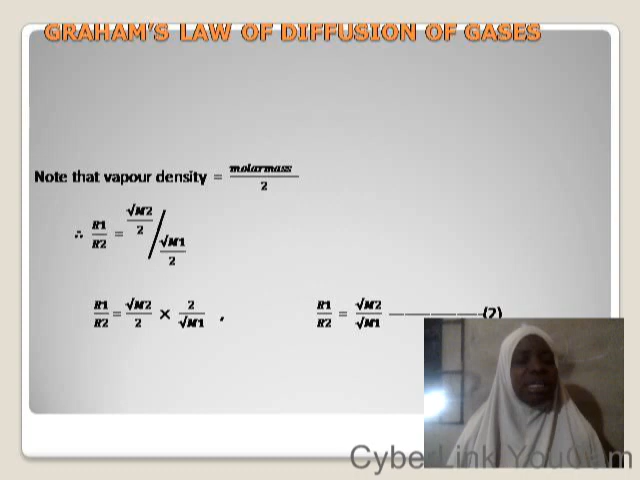 GRAHAM'S LAW OF DIFFUSION OF GASES
Note that vapour density = molarmass / 2
∴ R1/R2 = √M2/2 / √M1/2
R1/R2 = √M2/2 × 2/√M1 , R1/R2 = √M2/√M1 ————————(2)
CyberLink YouCam